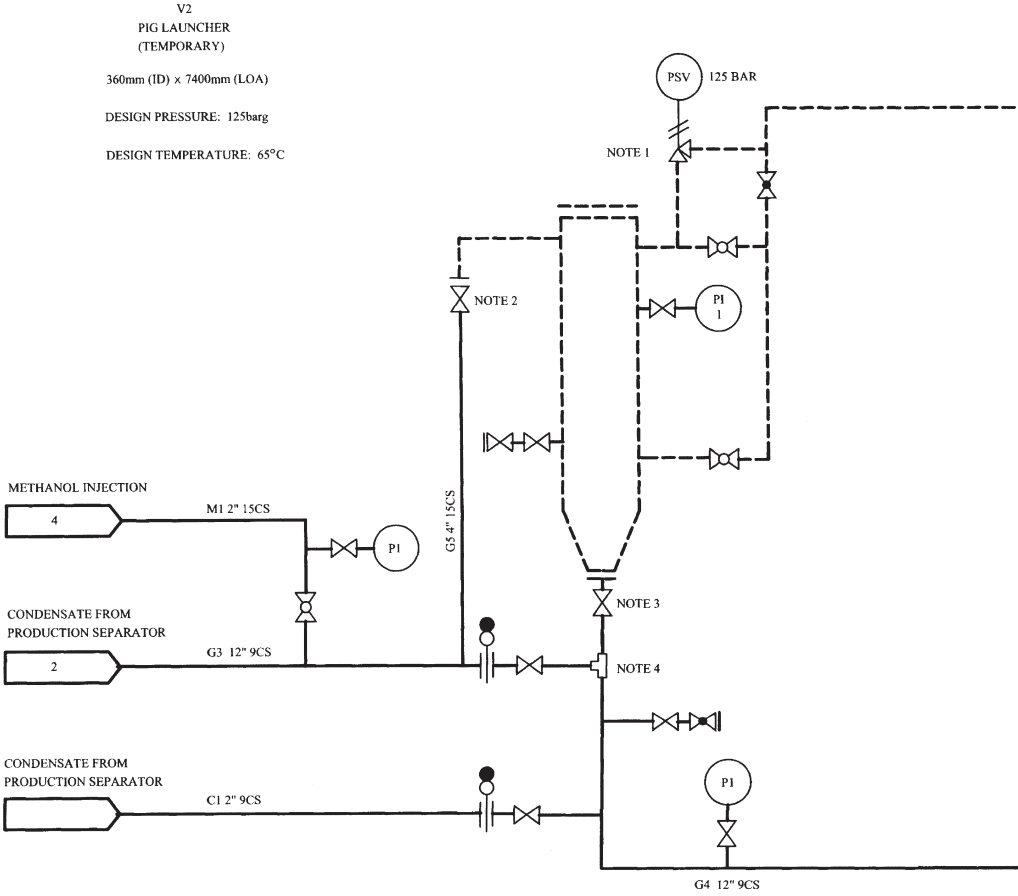 V2
PIG LAUNCHER
(TEMPORARY)
360mm (ID) x 7400mm (LOA)
DESIGN PRESSURE: 125barg
DESIGN TEMPERATURE: 65°C
PSV
125 BAR
NOTE 1
NOTE 2
PI
1
METHANOL INJECTION
4
M1 2" 15CS
G5 4" 15CS
PI
NOTE 3
CONDENSATE FROM
PRODUCTION SEPARATOR
2
G3 12" 9CS
NOTE 4
CONDENSATE FROM
PRODUCTION SEPARATOR
C1 2" 9CS
PI
G4 12" 9CS